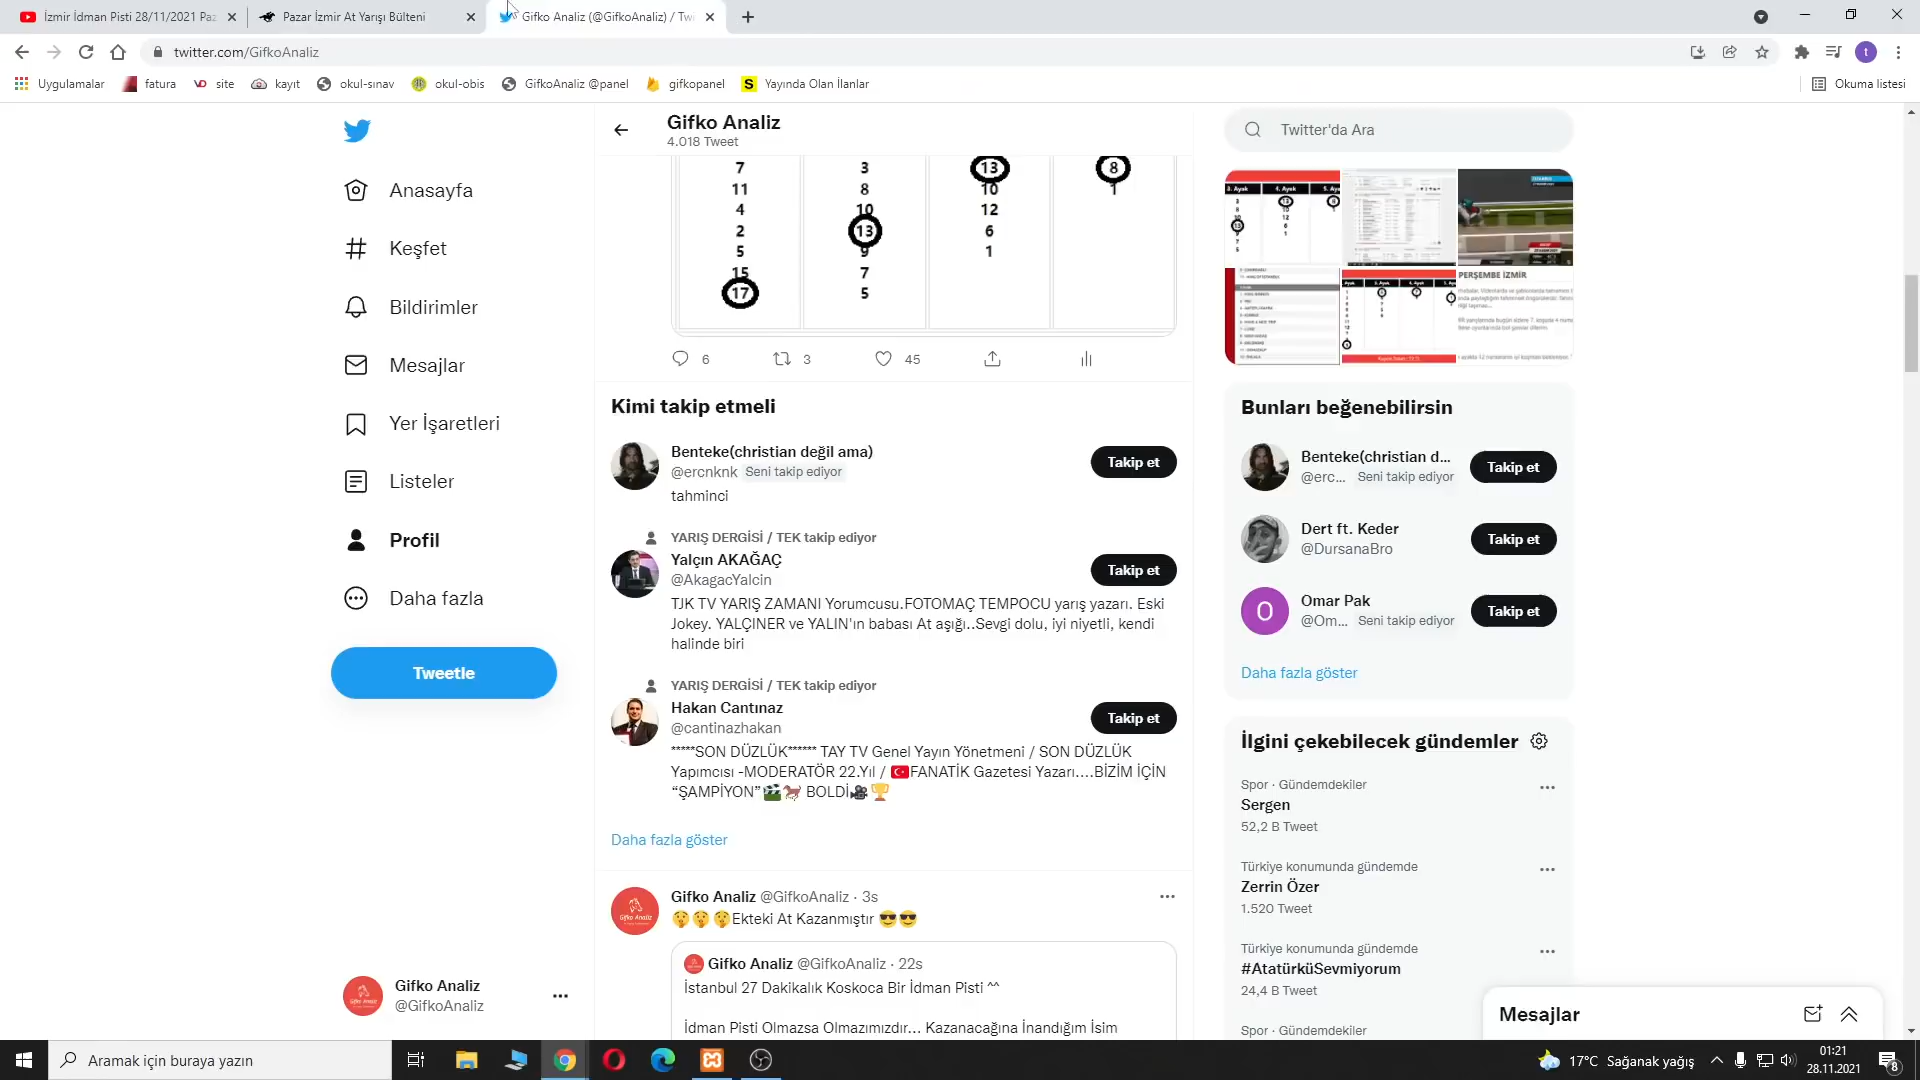 İzmir İdman Pisti 28/11/2021 Paz
Pazar İzmir At Yarışı Bülteni
Gifko Analiz (@GifkoAnaliz) / Twi
twitter.com/GifkoAnaliz
t
Uygulamalar
fatura
site
kayıt
okul-sınav
okul-obis
GifkoAnaliz @panel
gifkopanel
Yayında Olan İlanlar
Okuma listesi
Anasayfa
Keşfet
Bildirimler
Mesajlar
Yer İşaretleri
Listeler
Profil
Daha fazla
Tweetle
Gifko Analiz
@GifkoAnaliz
Gifko Analiz
4.018 Tweet
7 3 13 8
11 8 10 1
4 10 12
2 13 6
5 9 1
15 7
17 5
6 3 45
Kimi takip etmeli
Benteke(christian değil ama)
@ercnknk Seni takip ediyor
tahminci
Takip et
YARIŞ DERGİSİ / TEK takip ediyor
Yalçın AKAĞAÇ
@AkagacYalcin
Takip et
TJK TV YARIŞ ZAMANI Yorumcusu.FOTOMAÇ TEMPOCU yarış yazarı. Eski
Jokey. YALÇINER ve YALIN'ın babası At aşığı..Sevgi dolu, iyi niyetli, kendi
halinde biri
YARIŞ DERGİSİ / TEK takip ediyor
Hakan Cantınaz
@cantinazhakan
Takip et
*****SON DÜZLÜK****** TAY TV Genel Yayın Yönetmeni / SON DÜZLÜK
Yapımcısı -MODERATÖR 22.Yıl / 🇹🇷FANATİK Gazetesi Yazarı....BİZİM İÇİN
“ŞAMPİYON”🎬🐎 BOLDİ🎥🏆
Daha fazla göster
Gifko Analiz @GifkoAnaliz · 3s
🤫🤫🤫Ekteki At Kazanmıştır 😎😎
Gifko Analiz @GifkoAnaliz · 22s
İstanbul 27 Dakikalık Koskoca Bir İdman Pisti ^^
İdman Pisti Olmazsa Olmazımızdır... Kazanacağına İnandığım İsim
Twitter'da Ara
3. Ayak 4. Ayak 5. Aya
PERŞEMBE İZMİR
Bunları beğenebilirsin
Benteke(christian d...
@erc... Seni takip ediyor
Takip et
Dert ft. Keder
@DursanaBro
Takip et
O
Omar Pak
@Om... Seni takip ediyor
Takip et
Daha fazla göster
İlgini çekebilecek gündemler
Spor · Gündemdekiler
Sergen
52,2 B Tweet
Türkiye konumunda gündemde
Zerrin Özer
1.520 Tweet
Türkiye konumunda gündemde
#AtatürküSevmiyorum
24,4 B Tweet
Spor · Gündemdekiler
Mesajlar
Aramak için buraya yazın
17°C Sağanak yağış
01:21
28.11.2021
8